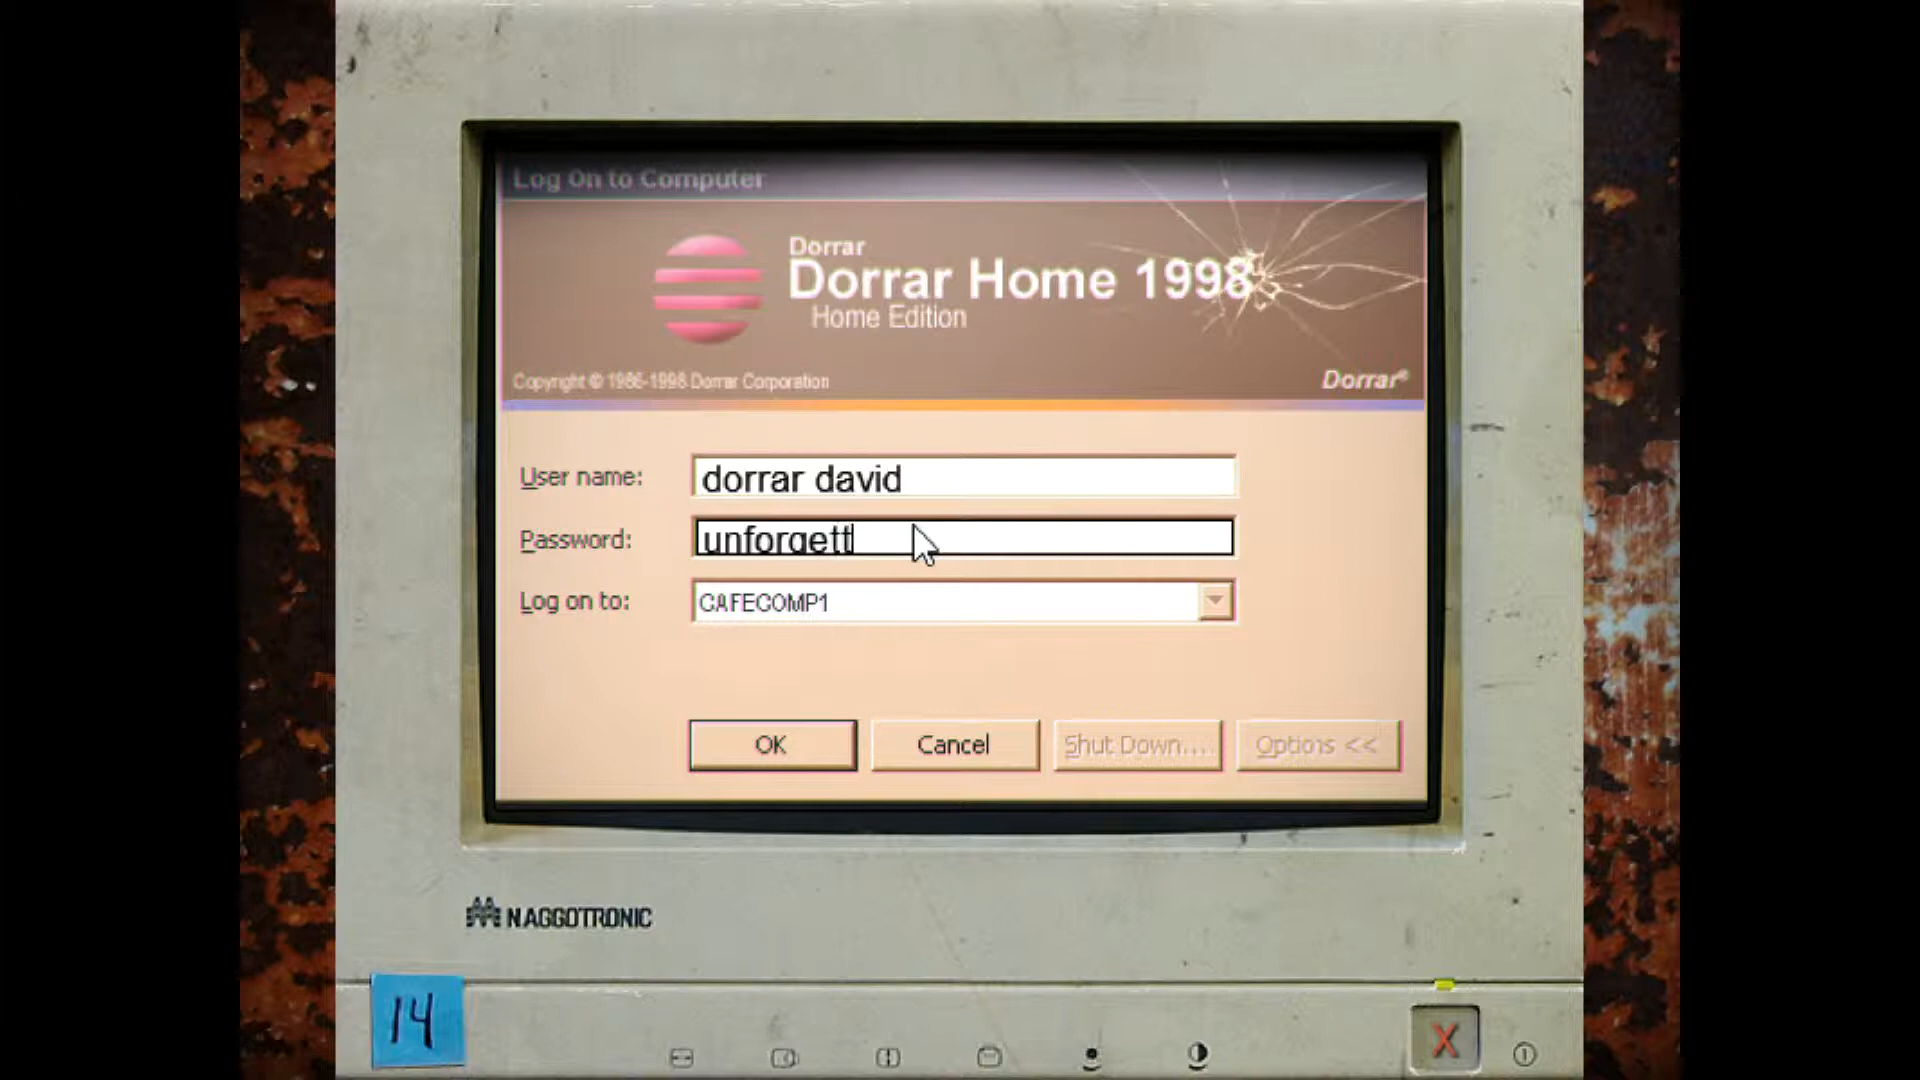 Log On to Computer
Dorrar
Dorrar Home 1998
Home Edition
Copyright © 1986-1998 Dorrar Corporation
Dorrar®
User name:
dorrar david
Password:
unforgett
Log on to:
CAFECOMP1
OK
Cancel
Shut Down....
Options <<
NAGGOTRONIC
14
X